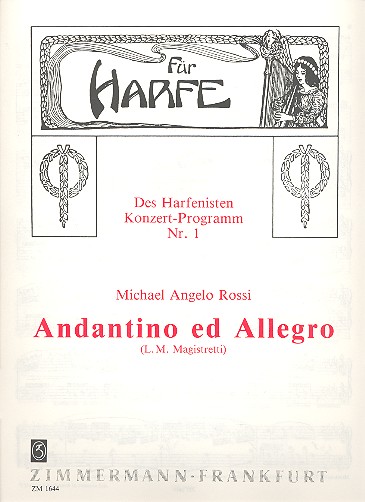 Für
HARFE
Des Harfenisten
Konzert-Programm
Nr. 1
Michael Angelo Rossi
Andantino ed Allegro
(L. M. Magistretti)
ZM 1644
ZIMMERMANN-FRANKFURT